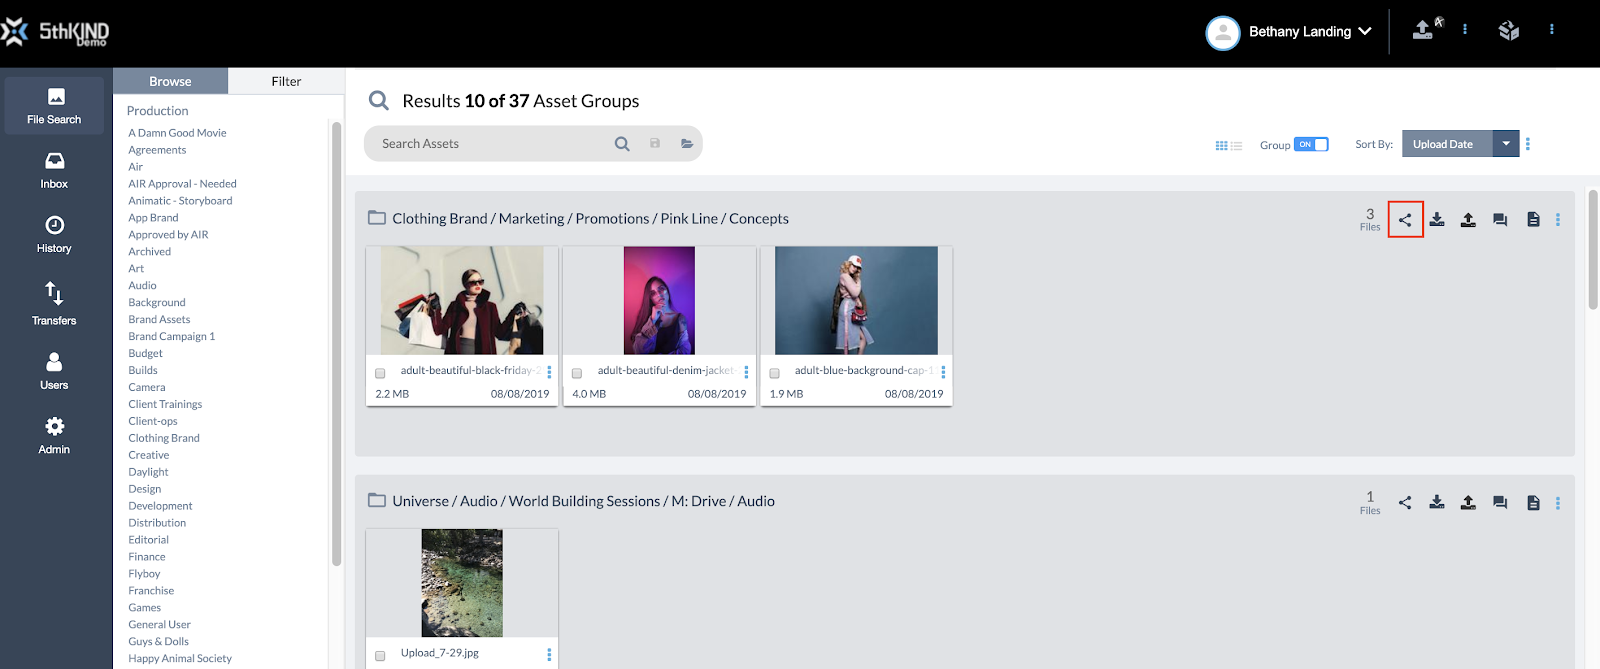 5thKIND
Demo
Bethany Landing
File Search
Inbox
History
Transfers
Users
Admin
Browse
Filter
Production
A Damn Good Movie
Agreements
Air
AIR Approval - Needed
Animatic - Storyboard
App Brand
Approved by AIR
Archived
Art
Audio
Background
Brand Assets
Brand Campaign 1
Budget
Builds
Camera
Client Trainings
Client-ops
Clothing Brand
Creative
Daylight
Design
Development
Distribution
Editorial
Finance
Flyboy
Franchise
Games
General User
Guys & Dolls
Happy Animal Society
Results 10 of 37 Asset Groups
Search Assets
Group ON
Sort By: Upload Date
Clothing Brand / Marketing / Promotions / Pink Line / Concepts
3
Files
adult-beautiful-black-friday-2
2.2 MB 08/08/2019
adult-beautiful-denim-jacket-
4.0 MB 08/08/2019
adult-blue-background-cap-1
1.9 MB 08/08/2019
Universe / Audio / World Building Sessions / M: Drive / Audio
1
Files
Upload_7-29.jpg